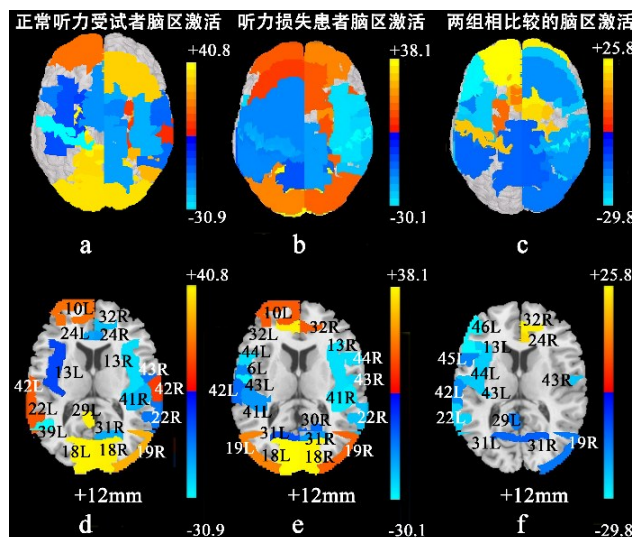 正常听力受试者脑区激活
听力损失患者脑区激活
两组相比较的脑区激活
+40.8
-30.9
a
+38.1
-30.1
b
+25.8
-29.8
c
10L
32R
24L
24R
13L
13R
43R
42L
42R
41R
22L
22R
29L
39L
31R
18L
18R
19R
+12mm
+40.8
-30.9
d
10L
32L
32R
13R
44L
44R
6L
43R
43L
42L
41R
41L
22R
30R
31L
31R
19L
18L
18R
19R
+12mm
+38.1
-30.1
e
32R
46L
24R
13L
45L
44L
43R
42L
43L
22L
29L
31L
31R
19R
+12mm
+25.8
-29.8
f